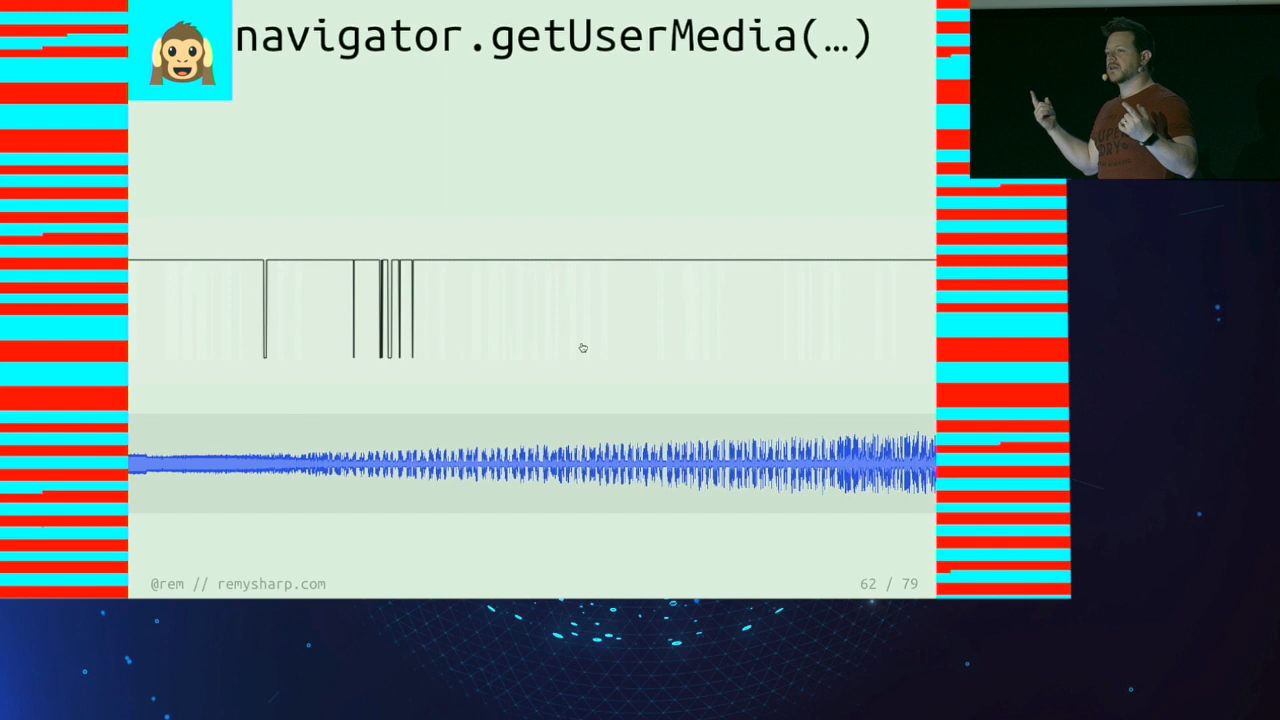 navigator.getUserMedia(…)
@rem // remysharp.com
62 / 79